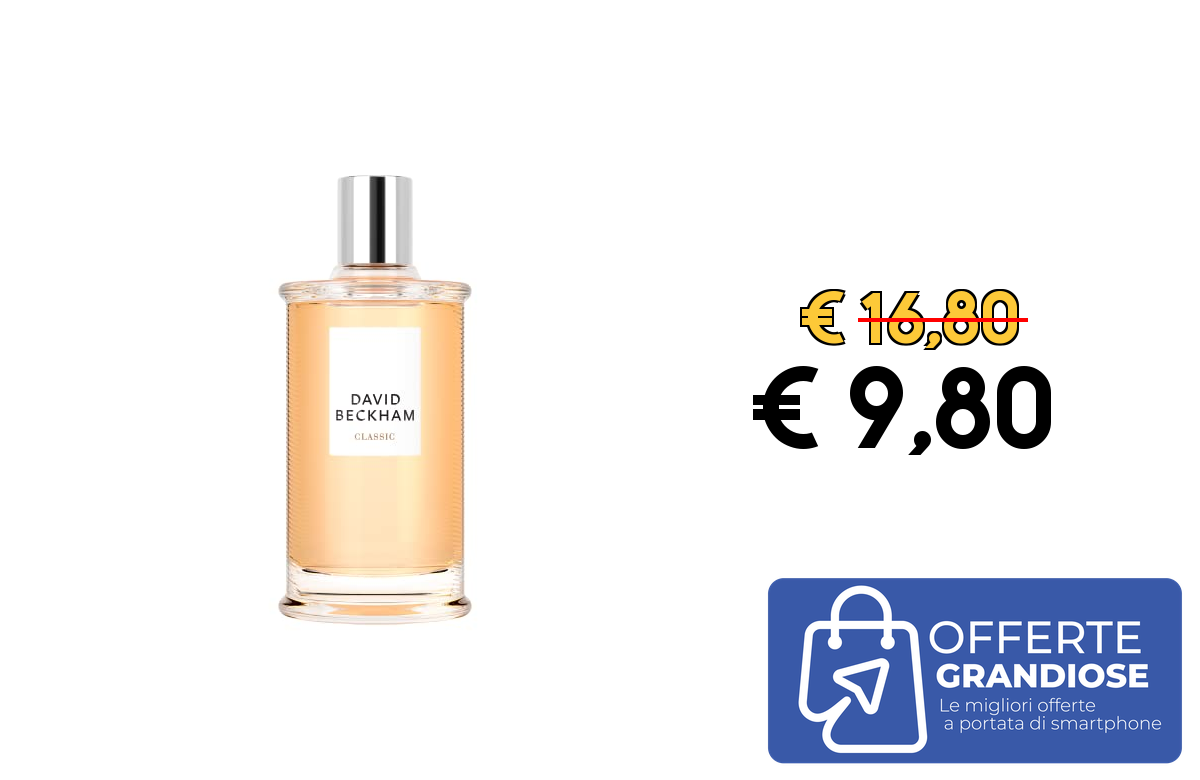 DAVID
BECKHAM
CLASSIC
€ 16,80
€ 9,80
OFFERTE
GRANDIOSE
Le migliori offerte
a portata di smartphone